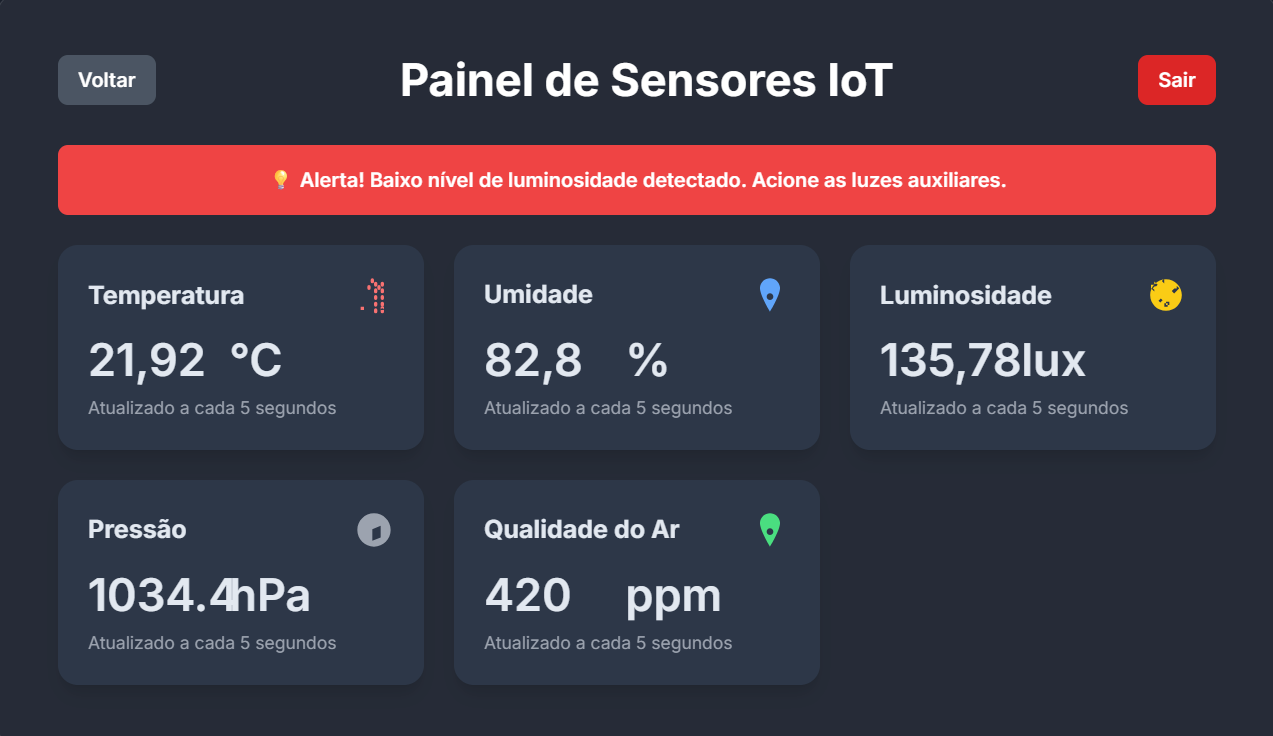 Voltar
Painel de Sensores IoT
Sair
💡 Alerta! Baixo nível de luminosidade detectado. Acione as luzes auxiliares.
Temperatura
21,92 °C
Atualizado a cada 5 segundos
Umidade
82,8 %
Atualizado a cada 5 segundos
Luminosidade
135,78lux
Atualizado a cada 5 segundos
Pressão
1034.4hPa
Atualizado a cada 5 segundos
Qualidade do Ar
420 ppm
Atualizado a cada 5 segundos